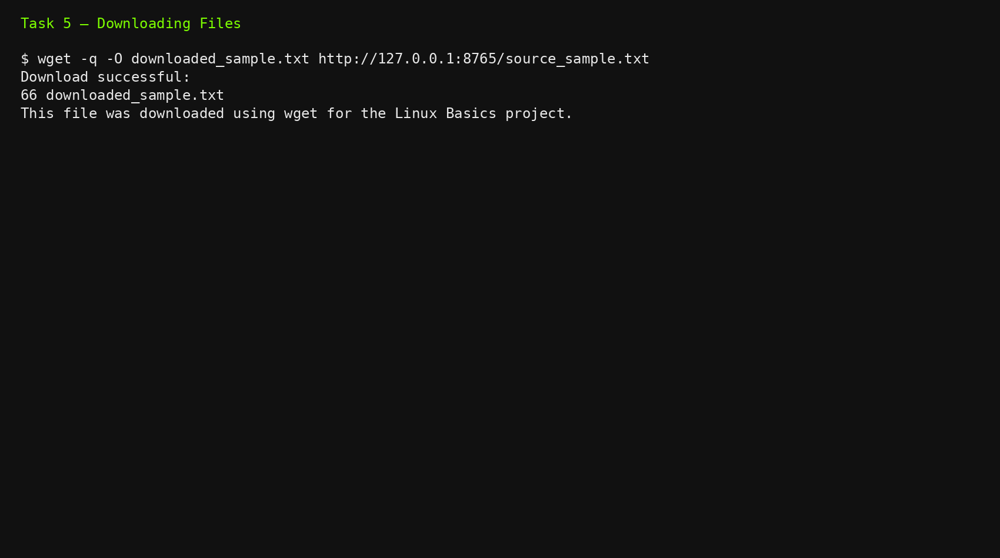 Task 5 — Downloading Files
$ wget -q -O downloaded_sample.txt http://127.0.0.1:8765/source_sample.txt
Download successful:
66 downloaded_sample.txt
This file was downloaded using wget for the Linux Basics project.